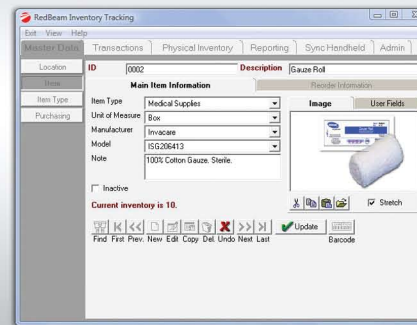 RedBeam Inventory Tracking
Exit View Help
Master Data Transactions Physical Inventory Reporting Sync Handheld Admin
Location
Items
Item Type
Purchasing
ID 0002 Description Gauze Roll
Main Item Information Reorder Information
Item Type Medical Supplies
Unit of Measure Box
Manufacturer Invacare
Model ISG206413
Note 100% Cotton Gauze. Sterile.
Image User Fields
Inactive
Stretch
Current inventory is 10.
Update
Find First Prev. New Edit Copy Del. Undo Next Last Barcode